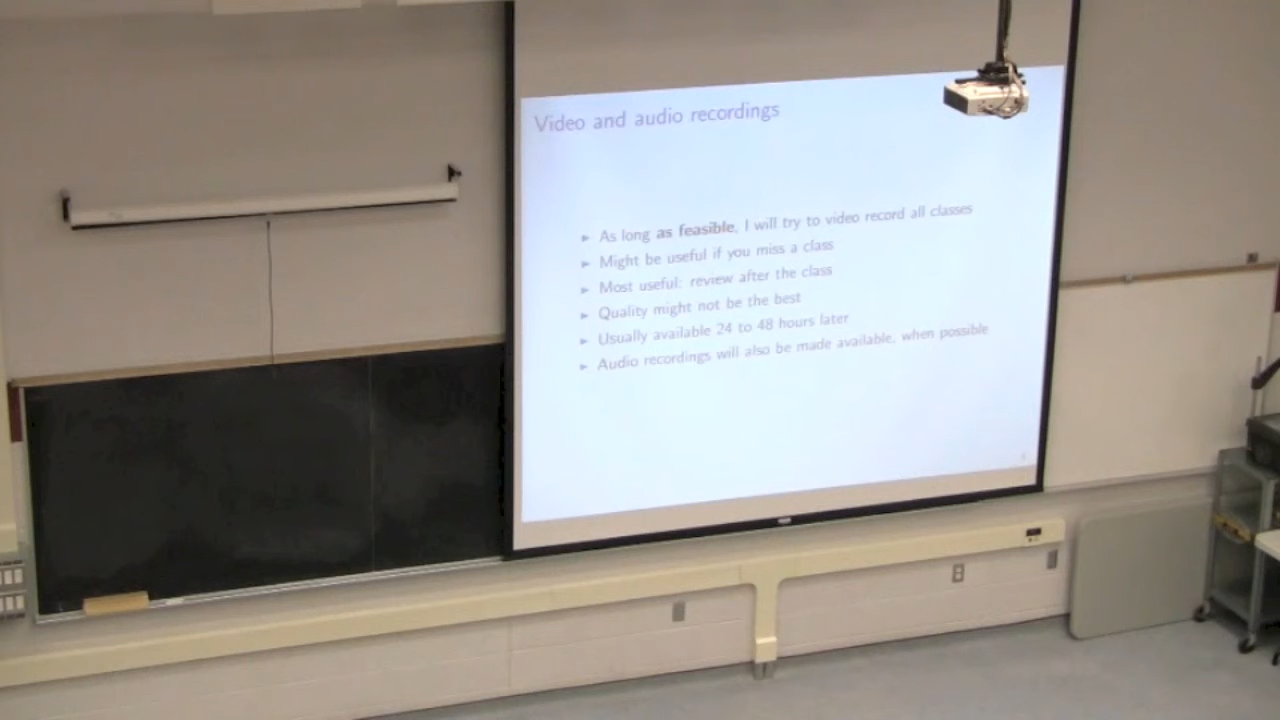 Video and audio recordings
► As long as feasible, I will try to video record all classes
► Might be useful if you miss a class
► Most useful: review after the class
► Quality might not be the best
► Usually available 24 to 48 hours later
► Audio recordings will also be made available, when possible